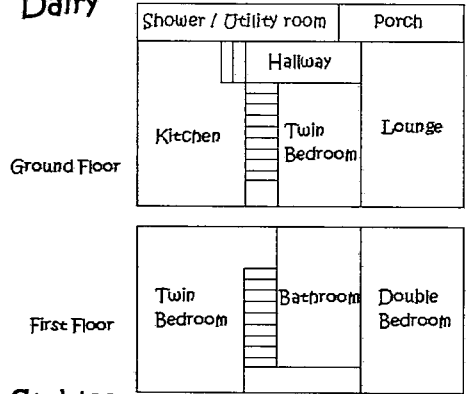 Dairy
Shower / Utility room
Porch
Hallway
Kitchen
Twin
Bedroom
Lounge
Ground Floor
Twin
Bedroom
Bathroom
Double
Bedroom
First Floor